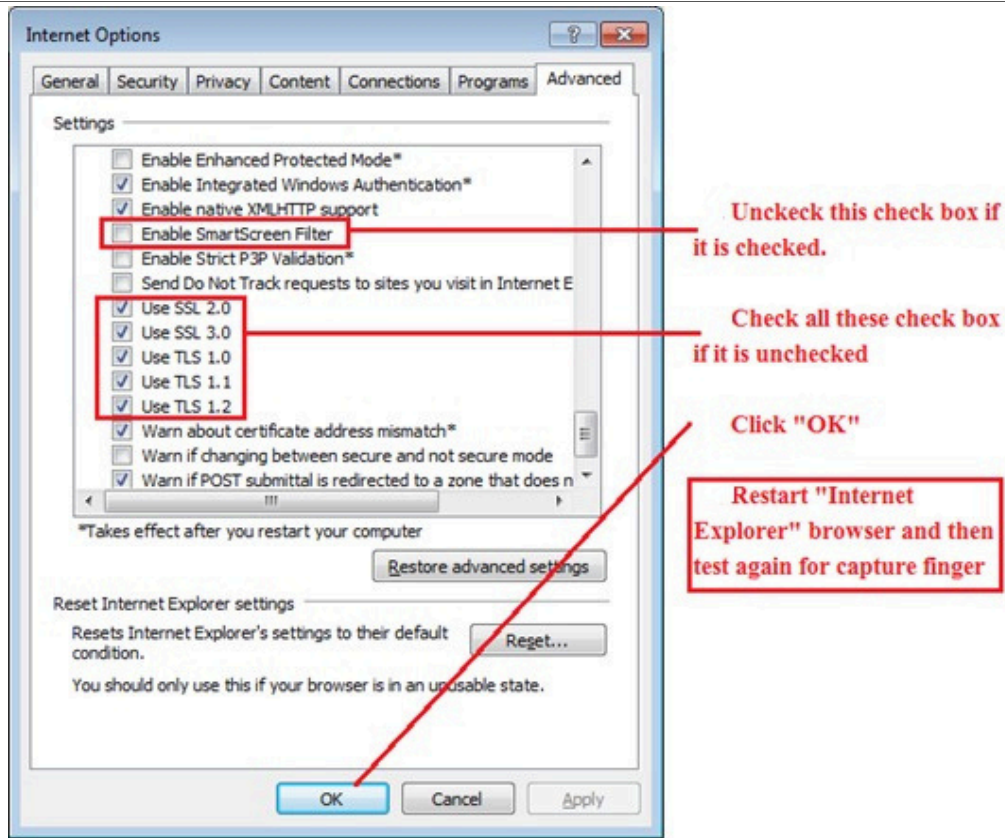 Internet Options
General Security Privacy Content Connections Programs Advanced
Settings
Enable Enhanced Protected Mode*
Enable Integrated Windows Authentication*
Enable native XMLHTTP support
Enable SmartScreen Filter
Enable Strict P3P Validation*
Send Do Not Track requests to sites you visit in Internet E
Use SSL 2.0
Use SSL 3.0
Use TLS 1.0
Use TLS 1.1
Use TLS 1.2
Warn about certificate address mismatch*
Warn if changing between secure and not secure mode
Warn if POST submittal is redirected to a zone that does n
*Takes effect after you restart your computer
Restore advanced settings
Reset Internet Explorer settings
Resets Internet Explorer's settings to their default
condition.
Reset...
You should only use this if your browser is in an unusable state.
OK Cancel Apply
Unckeck this check box if
it is checked.
Check all these check box
if it is unchecked
Click "OK"
Restart "Internet
Explorer" browser and then
test again for capture finger